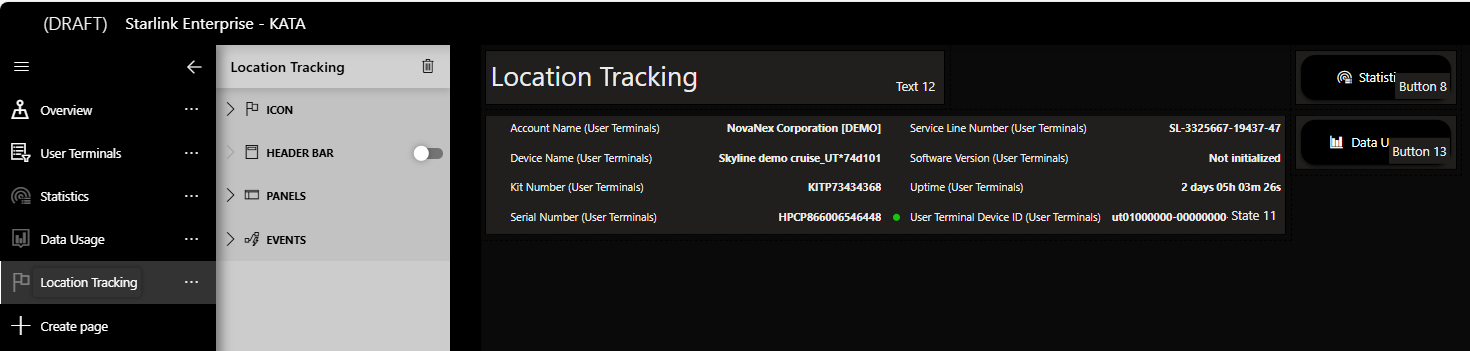 (DRAFT) Starlink Enterprise - KATA
Overview ...
User Terminals ...
Statistics ...
Data Usage ...
Location Tracking ...
Create page
Location Tracking
ICON
HEADER BAR
PANELS
EVENTS
Location Tracking
Text 12
Account Name (User Terminals) NovaNex Corporation [DEMO] Service Line Number (User Terminals) SL-3325667-19437-47
Device Name (User Terminals) Skyline demo cruise_UT*74d101 Software Version (User Terminals) Not initialized
Kit Number (User Terminals) KITP73434368 Uptime (User Terminals) 2 days 05h 03m 26s
Serial Number (User Terminals) HPCP866006546448 User Terminal Device ID (User Terminals) ut01000000-00000000- State 11
Statisti
Button 8
Data U
Button 13